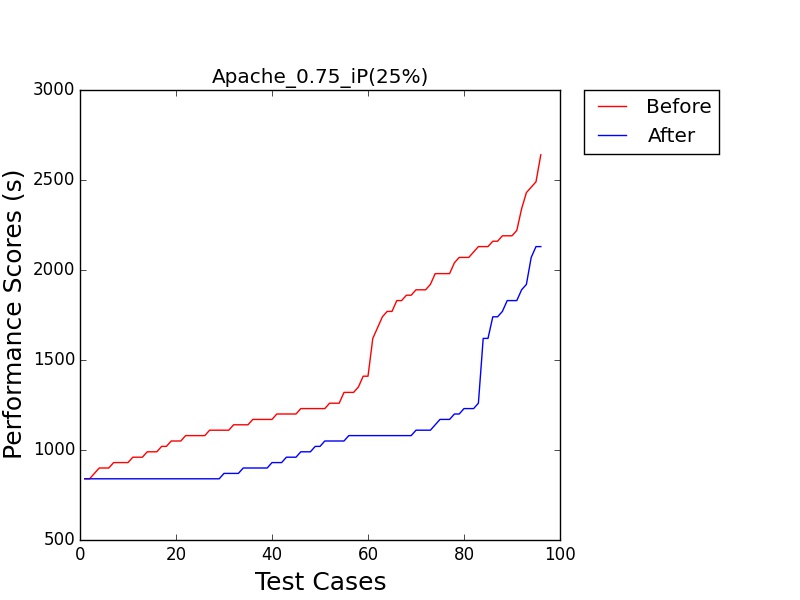 Apache_0.75_iP(25%)
Before
After
3000
2500
2000
1500
1000
500
Performance Scores (s)
0 20 40 60 80 100
Test Cases